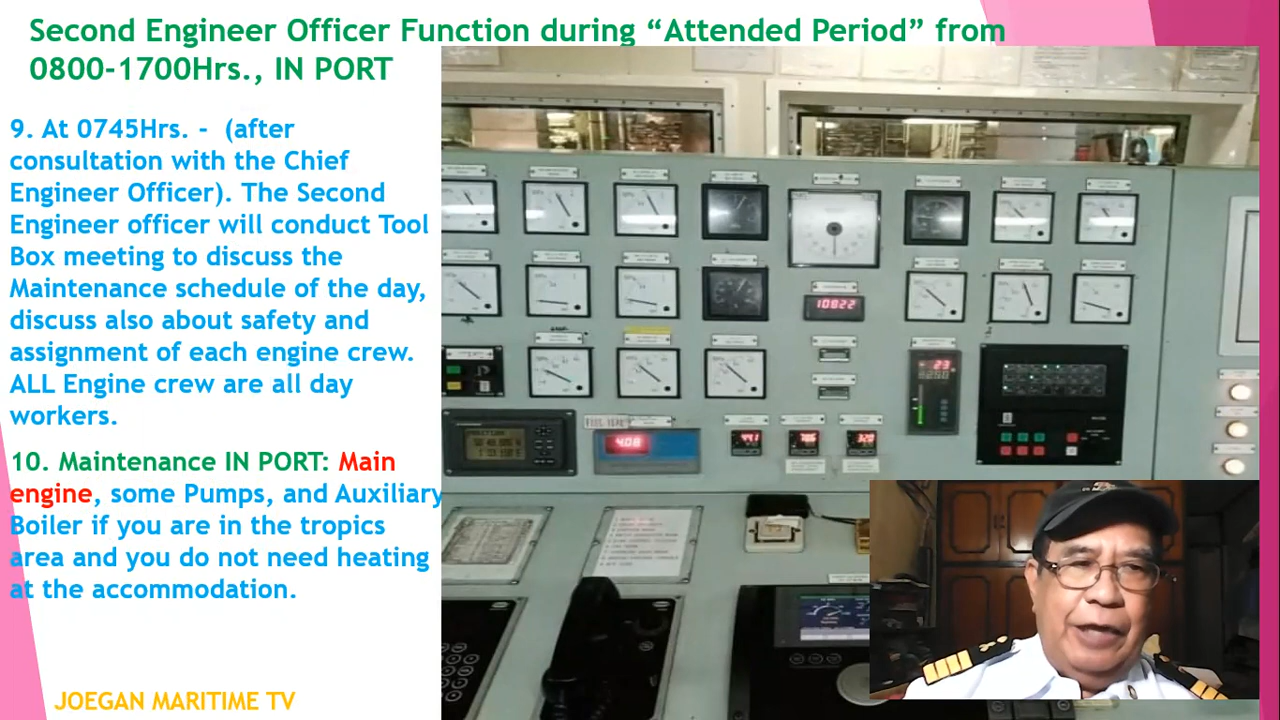 Second Engineer Officer Function during “Attended Period” from
0800-1700Hrs., IN PORT
9. At 0745Hrs. - (after
consultation with the Chief
Engineer Officer). The Second
Engineer officer will conduct Tool
Box meeting to discuss the
Maintenance schedule of the day,
discuss also about safety and
assignment of each engine crew.
ALL Engine crew are all day
workers.
10. Maintenance IN PORT: Main
engine, some Pumps, and Auxiliary
Boiler if you are in the tropics
area and you do not need heating
at the accommodation.
JOEGAN MARITIME TV
10822
23
408
441
320